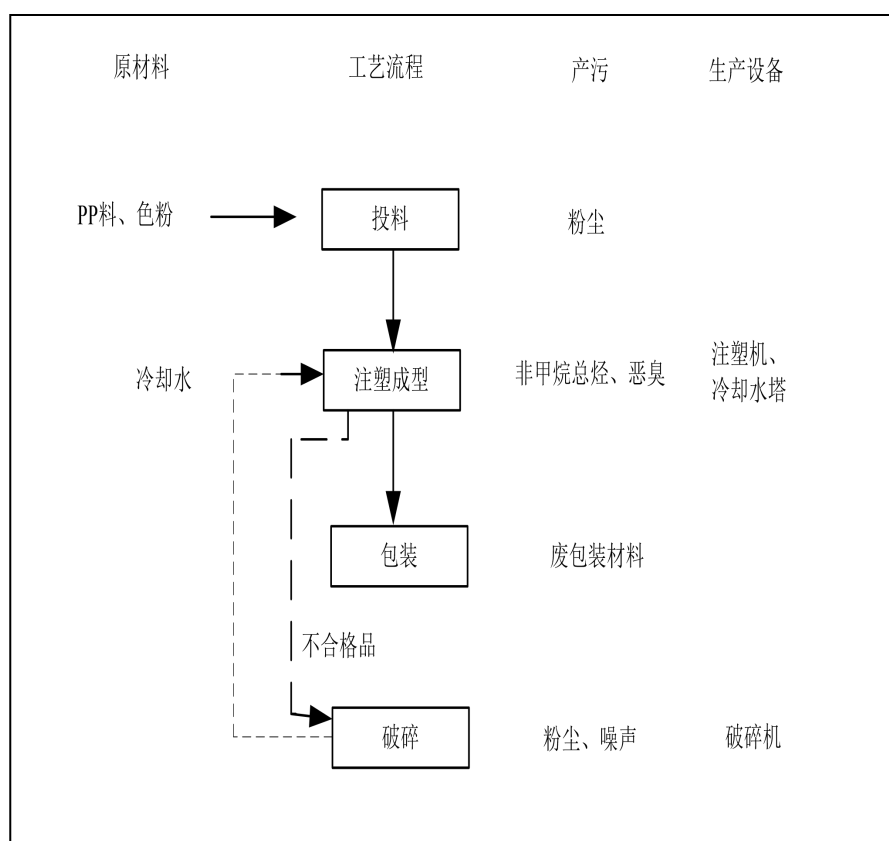 原材料 工艺流程 产污 生产设备
PP料、色粉 投料 粉尘
冷却水 注塑成型 非甲烷总烃、恶臭 注塑机、
冷却水塔
包装 废包装材料
不合格品
破碎 粉尘、噪声 破碎机